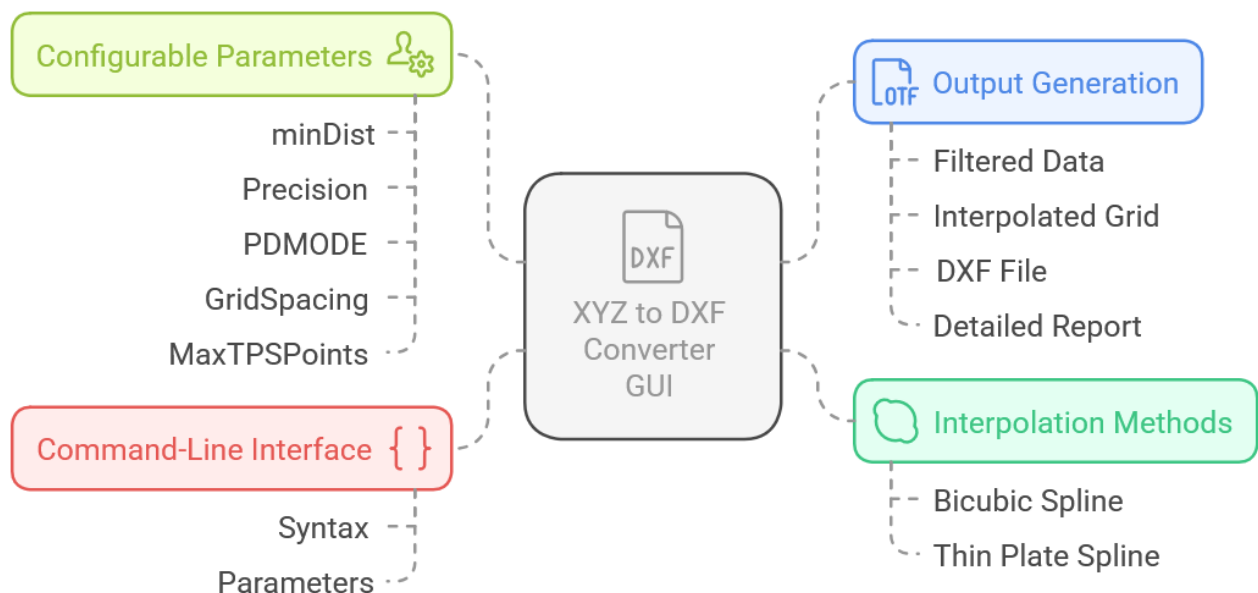 Configurable Parameters
minDist
Precision
PDMODE
GridSpacing
MaxTPSPoints
Command-Line Interface { }
Syntax
Parameters
DXF
XYZ to DXF
Converter
GUI
OTF
Output Generation
Filtered Data
Interpolated Grid
DXF File
Detailed Report
Interpolation Methods
Bicubic Spline
Thin Plate Spline